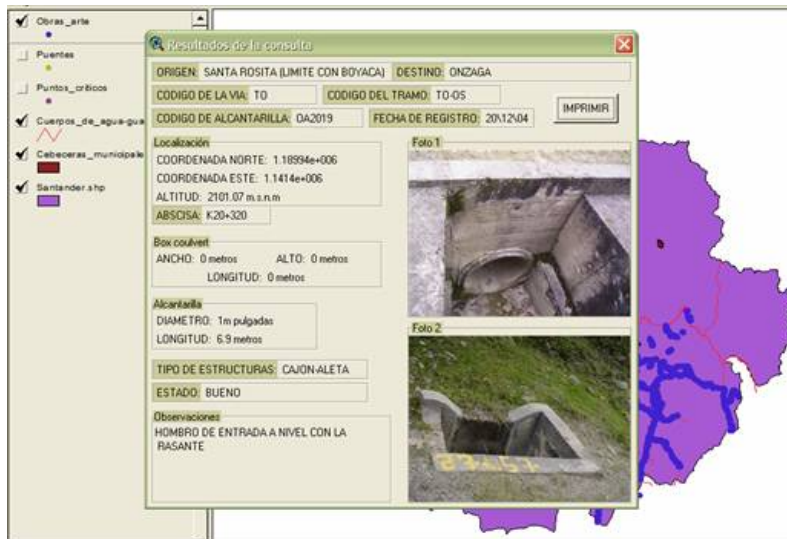 Obras_arte
Puentes
Puntos_criticos
Cuerpos_de_agua-gua
Cabeceras_municipale
Santander.shp
Resultados de la consulta
ORIGEN: SANTA ROSITA (LIMITE CON BOYACA) DESTINO: ONZAGA
CODIGO DE LA VIA: TO CODIGO DEL TRAMO: TO-OS
IMPRIMIR
CODIGO DE ALCANTARILLA: OA2019 FECHA DE REGISTRO: 20\12\04
Localización
COORDENADA NORTE: 1.18994e+006
COORDENADA ESTE: 1.1414e+006
ALTITUD: 2101.07 m.s.n.m
ABSCISA: K20+320
Box coulvert
ANCHO: 0 metros ALTO: 0 metros
LONGITUD: 0 metros
Alcantarilla
DIAMETRO: 1m pulgadas
LONGITUD: 6.9 metros
TIPO DE ESTRUCTURAS: CAJON-ALETA
ESTADO: BUENO
Observaciones
HOMBRO DE ENTRADA A NIVEL CON LA
RASANTE
Foto 1
Foto 2